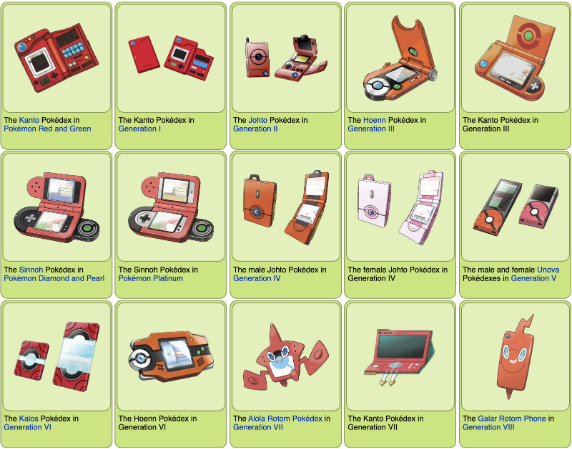 The Kanto Pokédex in
Pokémon Red and Green
The Kanto Pokédex in
Generation I
The Johto Pokédex in
Generation II
The Hoenn Pokédex in
Generation III
The Kanto Pokédex in
Generation III
The Sinnoh Pokédex in
Pokémon Diamond and Pearl
The Sinnoh Pokédex in
Pokémon Platinum
The male Johto Pokédex in
Generation IV
The female Johto Pokédex in
Generation IV
The male and female Unova
Pokédexes in Generation V
The Kalos Pokédex in
Generation VI
The Hoenn Pokédex in
Generation VI
The Alola Rotom Pokédex in
Generation VII
The Kanto Pokédex in
Generation VII
The Galar Rotom Phone in
Generation VIII